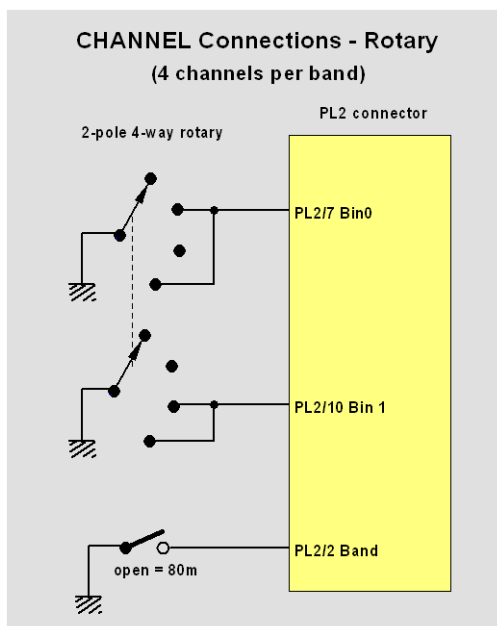 CHANNEL Connections - Rotary
(4 channels per band)
PL2 connector
2-pole 4-way rotary
PL2/7 Bin0
PL2/10 Bin 1
PL2/2 Band
open = 80m